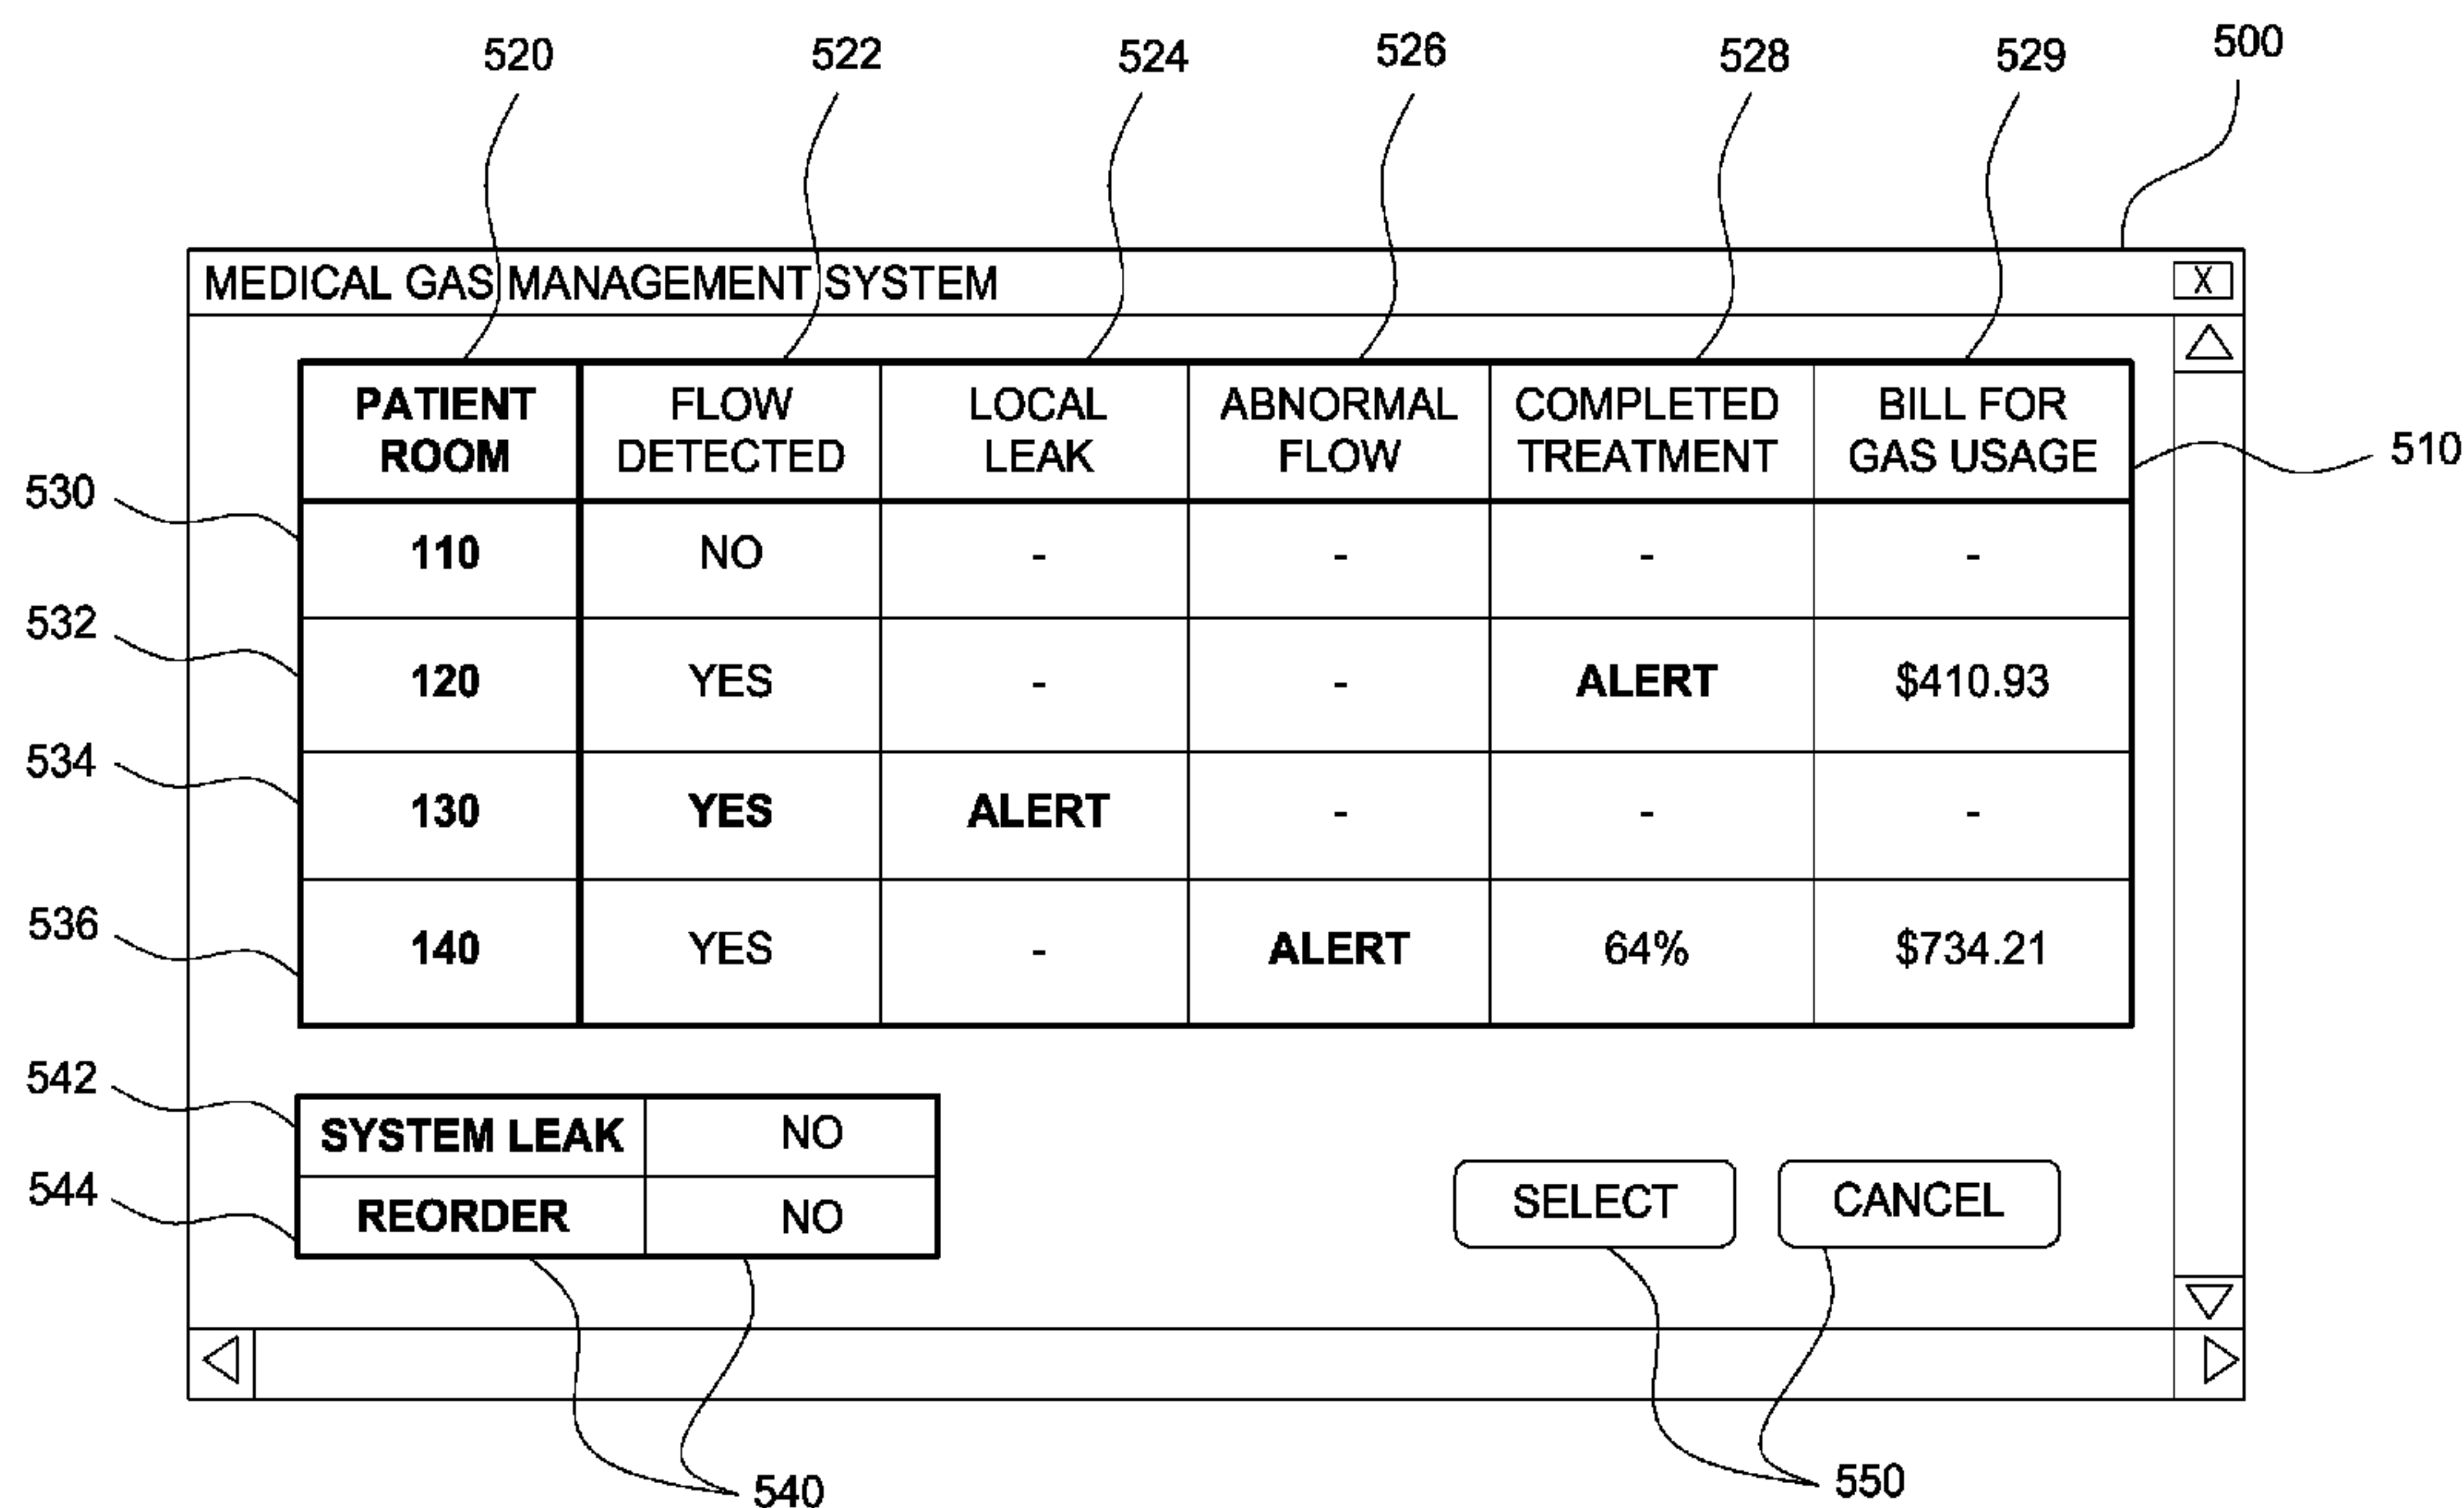 520 522 524 526 528 529 500
MEDICAL GAS MANAGEMENT SYSTEM X
PATIENT ROOM FLOW DETECTED LOCAL LEAK ABNORMAL FLOW COMPLETED TREATMENT BILL FOR GAS USAGE
510
530
110 NO - - - -
532
120 YES - - ALERT $410.93
534
130 YES ALERT - - -
536
140 YES - ALERT 64% $734.21
542
SYSTEM LEAK NO
544
REORDER NO
SELECT CANCEL
540 550